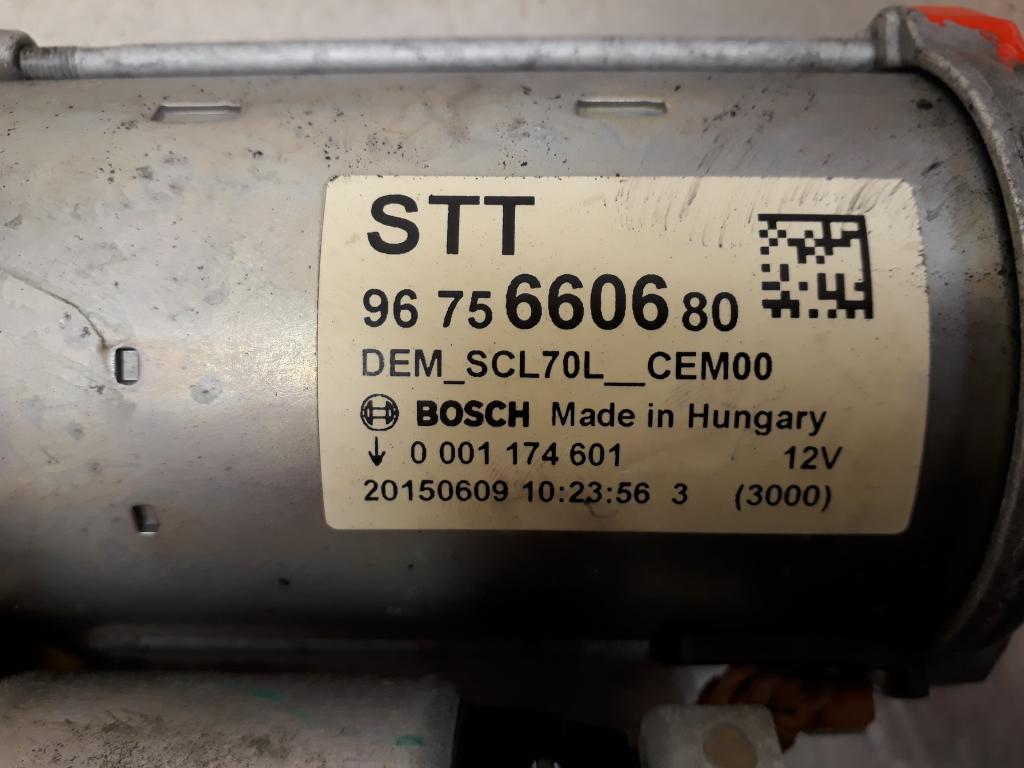 STT
96 75 6606 80
DEM_SCL70L__CEM00
BOSCH Made in Hungary
↓ 0 001 174 601 12V
20150609 10:23:56 3 (3000)